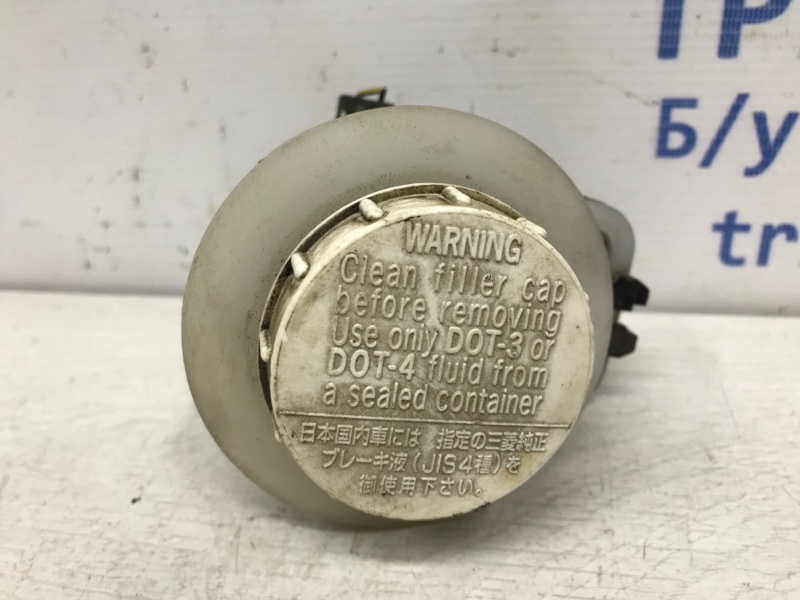 ТР
Б/у
tr
WARNING
Clean filler cap
before removing
Use only DOT-3 or
DOT-4 fluid from
a sealed container
日本国内車には 指定の三菱純正
ブレーキ液(JIS4種)を
御使用下さい。